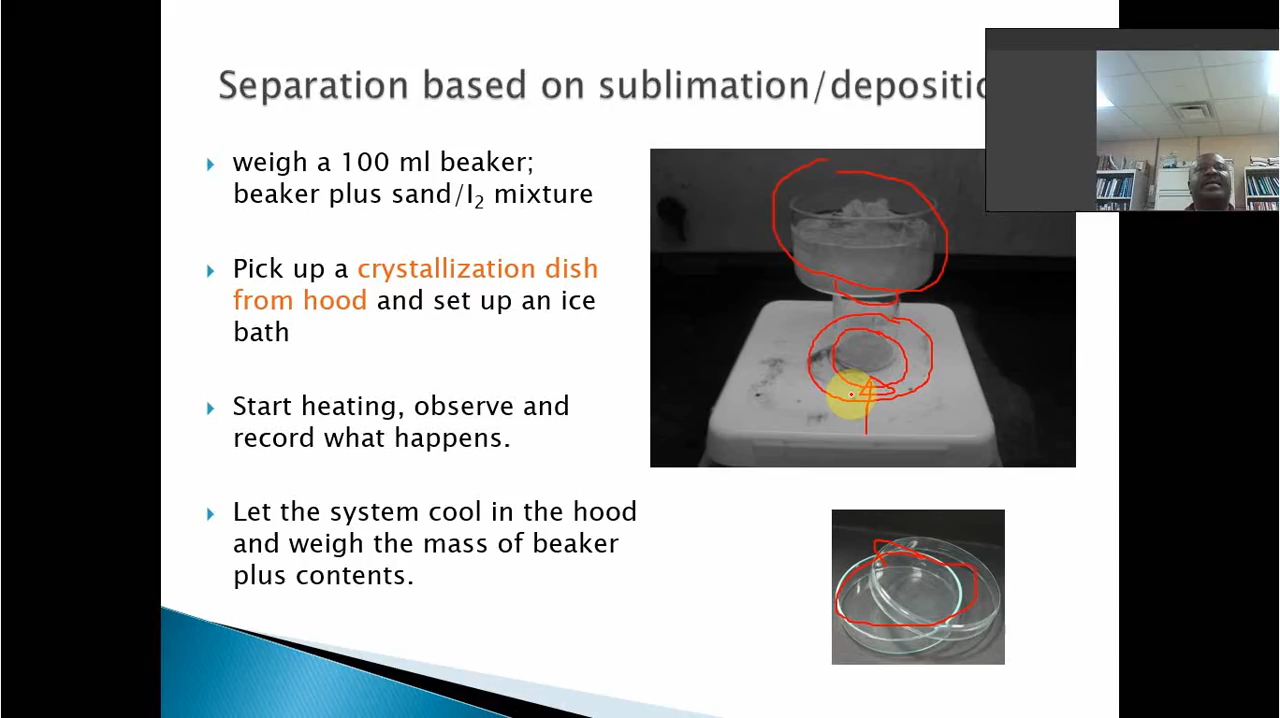 Separation based on sublimation/depositio
weigh a 100 ml beaker;
beaker plus sand/I₂ mixture
Pick up a crystallization dish
from hood and set up an ice
bath
Start heating, observe and
record what happens.
Let the system cool in the hood
and weigh the mass of beaker
plus contents.